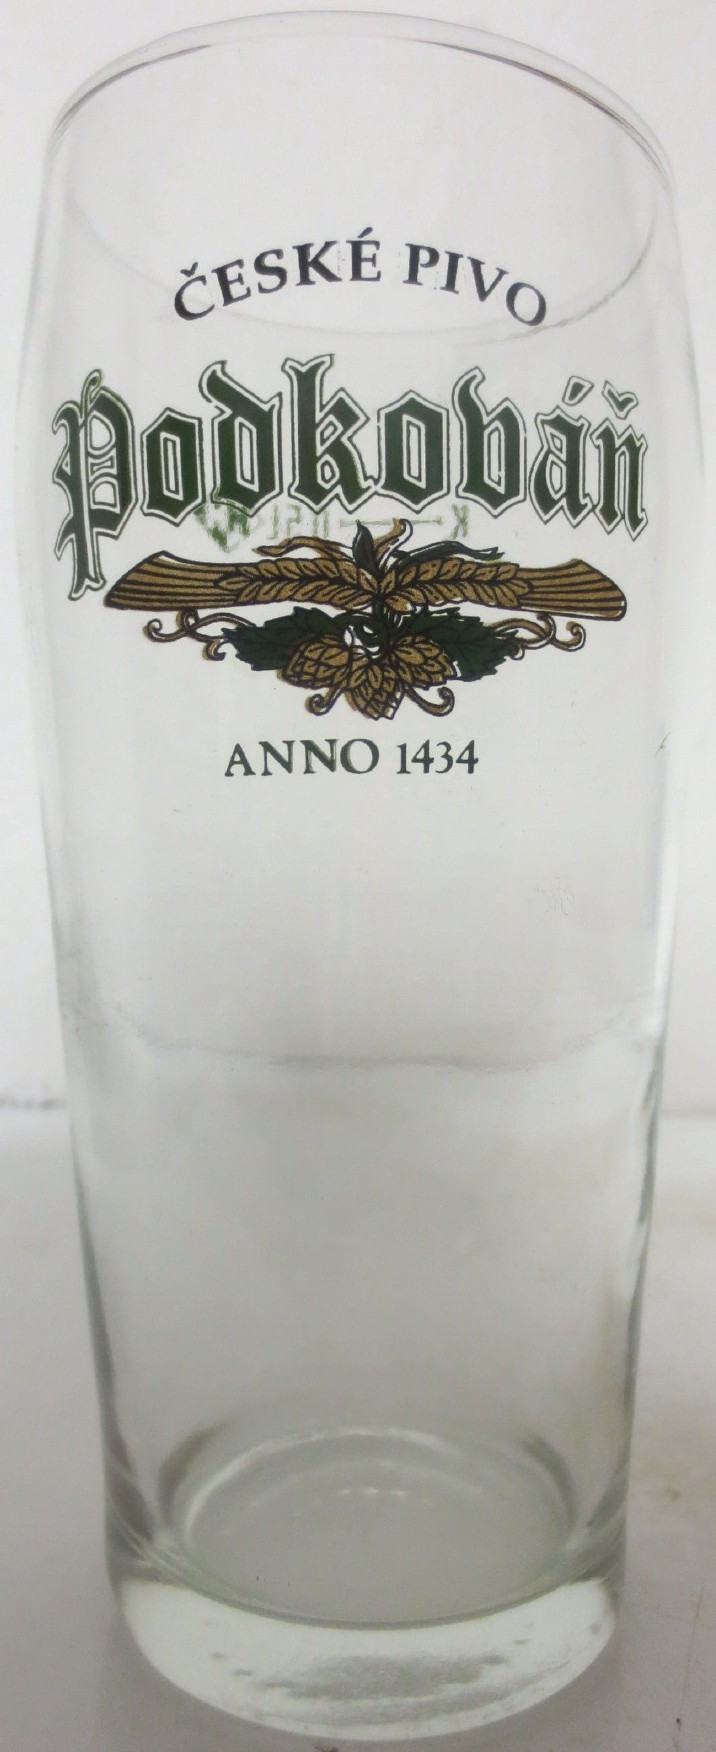 ČESKÉ PIVO
Podkováň
ANNO 1434